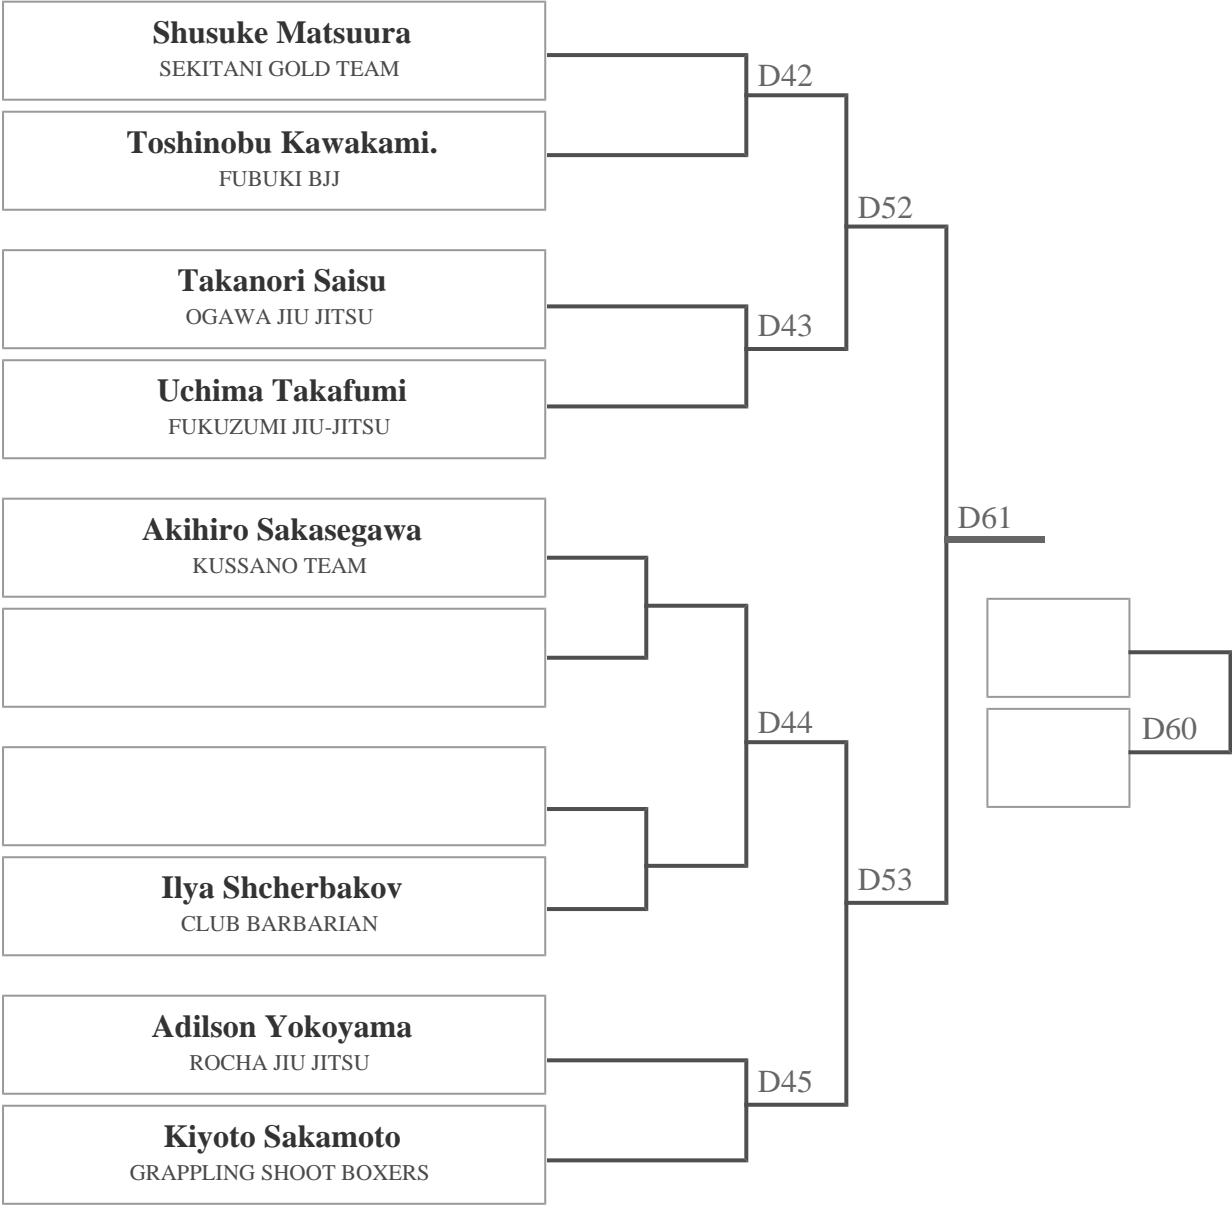 Shusuke Matsuura
SEKITANI GOLD TEAM
D42
Toshinobu Kawakami.
FUBUKI BJJ
D52
Takanori Saisu
OGAWA JIU JITSU
D43
Uchima Takafumi
FUKUZUMI JIU-JITSU
Akihiro Sakasegawa
KUSSANO TEAM
D61
D44
D60
Ilya Shcherbakov
CLUB BARBARIAN
D53
Adilson Yokoyama
ROCHA JIU JITSU
D45
Kiyoto Sakamoto
GRAPPLING SHOOT BOXERS